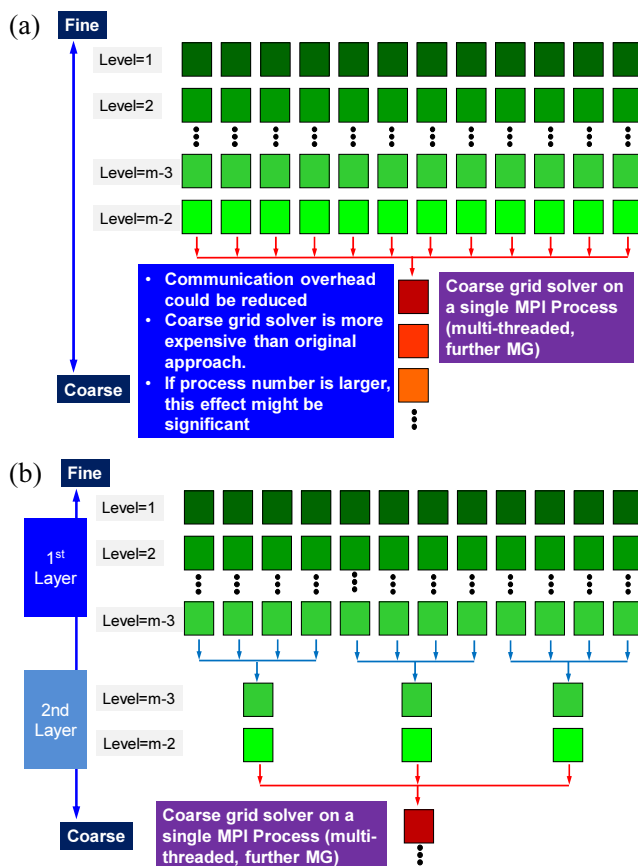 (a)
Fine
Level=1
Level=2
Level=m-3
Level=m-2
• Communication overhead
could be reduced
• Coarse grid solver is more
expensive than original
approach.
• If process number is larger,
this effect might be
significant
Coarse grid solver on
a single MPI Process
(multi-threaded,
further MG)
Coarse
(b)
Fine
Level=1
1st
Layer
Level=2
Level=m-3
2nd
Layer
Level=m-3
Level=m-2
Coarse
Coarse grid solver on a
single MPI Process (multi-
threaded, further MG)